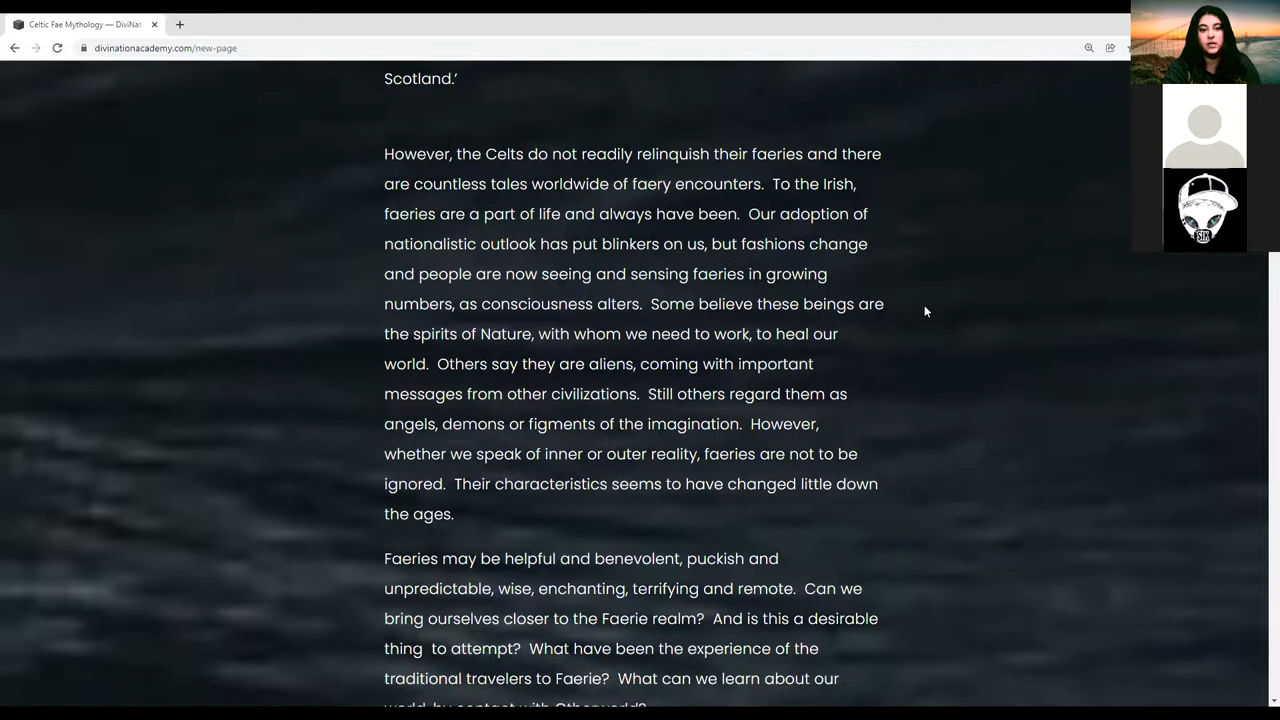 Celtic Fae Mythology — DiviNat
divinationacademy.com/new-page
Scotland.’
However, the Celts do not readily relinquish their faeries and there
are countless tales worldwide of faery encounters. To the Irish,
faeries are a part of life and always have been. Our adoption of
nationalistic outlook has put blinkers on us, but fashions change
and people are now seeing and sensing faeries in growing
numbers, as consciousness alters. Some believe these beings are
the spirits of Nature, with whom we need to work, to heal our
world. Others say they are aliens, coming with important
messages from other civilizations. Still others regard them as
angels, demons or figments of the imagination. However,
whether we speak of inner or outer reality, faeries are not to be
ignored. Their characteristics seems to have changed little down
the ages.
Faeries may be helpful and benevolent, puckish and
unpredictable, wise, enchanting, terrifying and remote. Can we
bring ourselves closer to the Faerie realm? And is this a desirable
thing to attempt? What have been the experience of the
traditional travelers to Faerie? What can we learn about our
world, by contact with Otherworld?